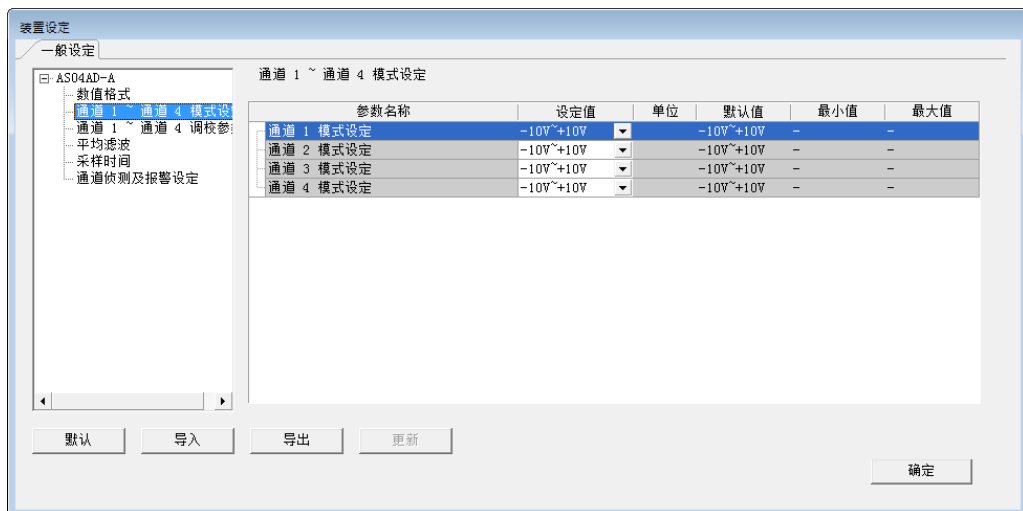 装置设定
一般设定
AS04AD-A
数值格式
通道 1 ~ 通道 4 模式设
通道 1 ~ 通道 4 调校参
平均滤波
采样时间
通道侦测及报警设定
通道 1 ~ 通道 4 模式设定
参数名称 设定值 单位 默认值 最小值 最大值
通道 1 模式设定 -10V~+10V -10V~+10V - -
通道 2 模式设定 -10V~+10V -10V~+10V - -
通道 3 模式设定 -10V~+10V -10V~+10V - -
通道 4 模式设定 -10V~+10V -10V~+10V - -
默认 导入 导出 更新
确定